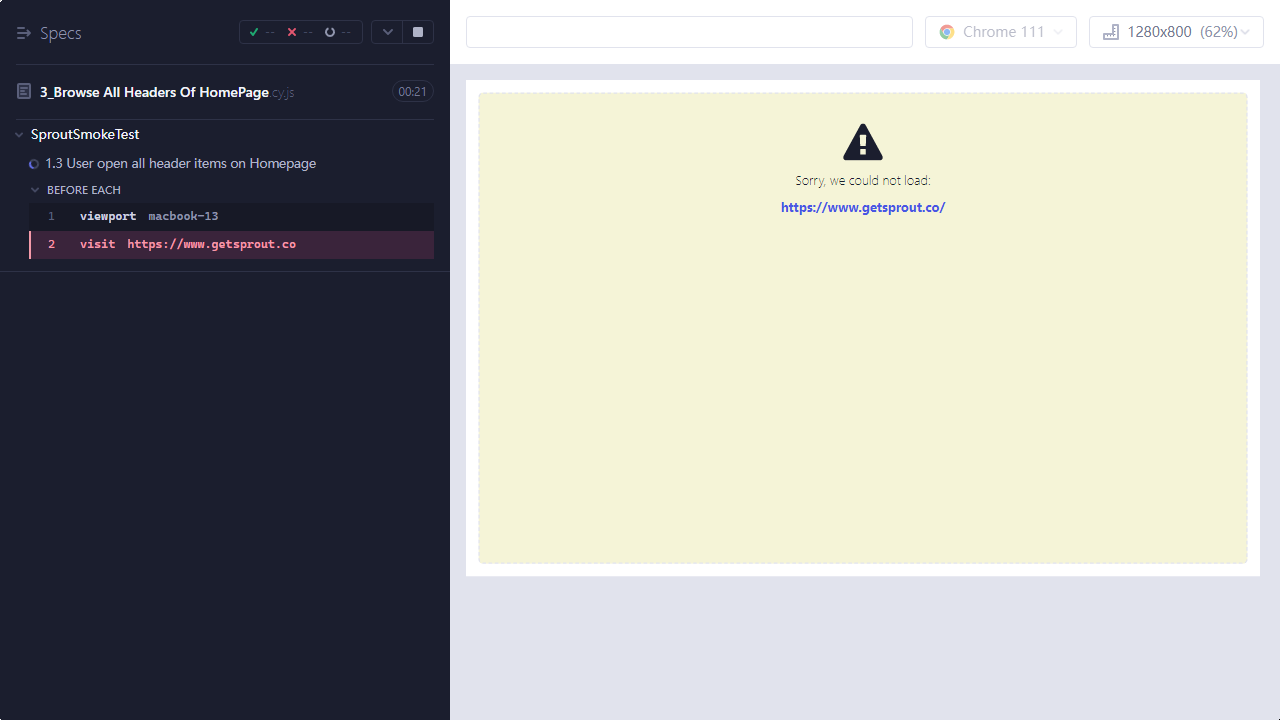 Specs
-- -- --
3_Browse All Headers Of HomePage.cy.js 00:21
SproutSmokeTest
1.3 User open all header items on Homepage
BEFORE EACH
1 viewport macbook-13
2 visit https://www.getsprout.co
Chrome 111
1280x800 (62%)
Sorry, we could not load:
https://www.getsprout.co/